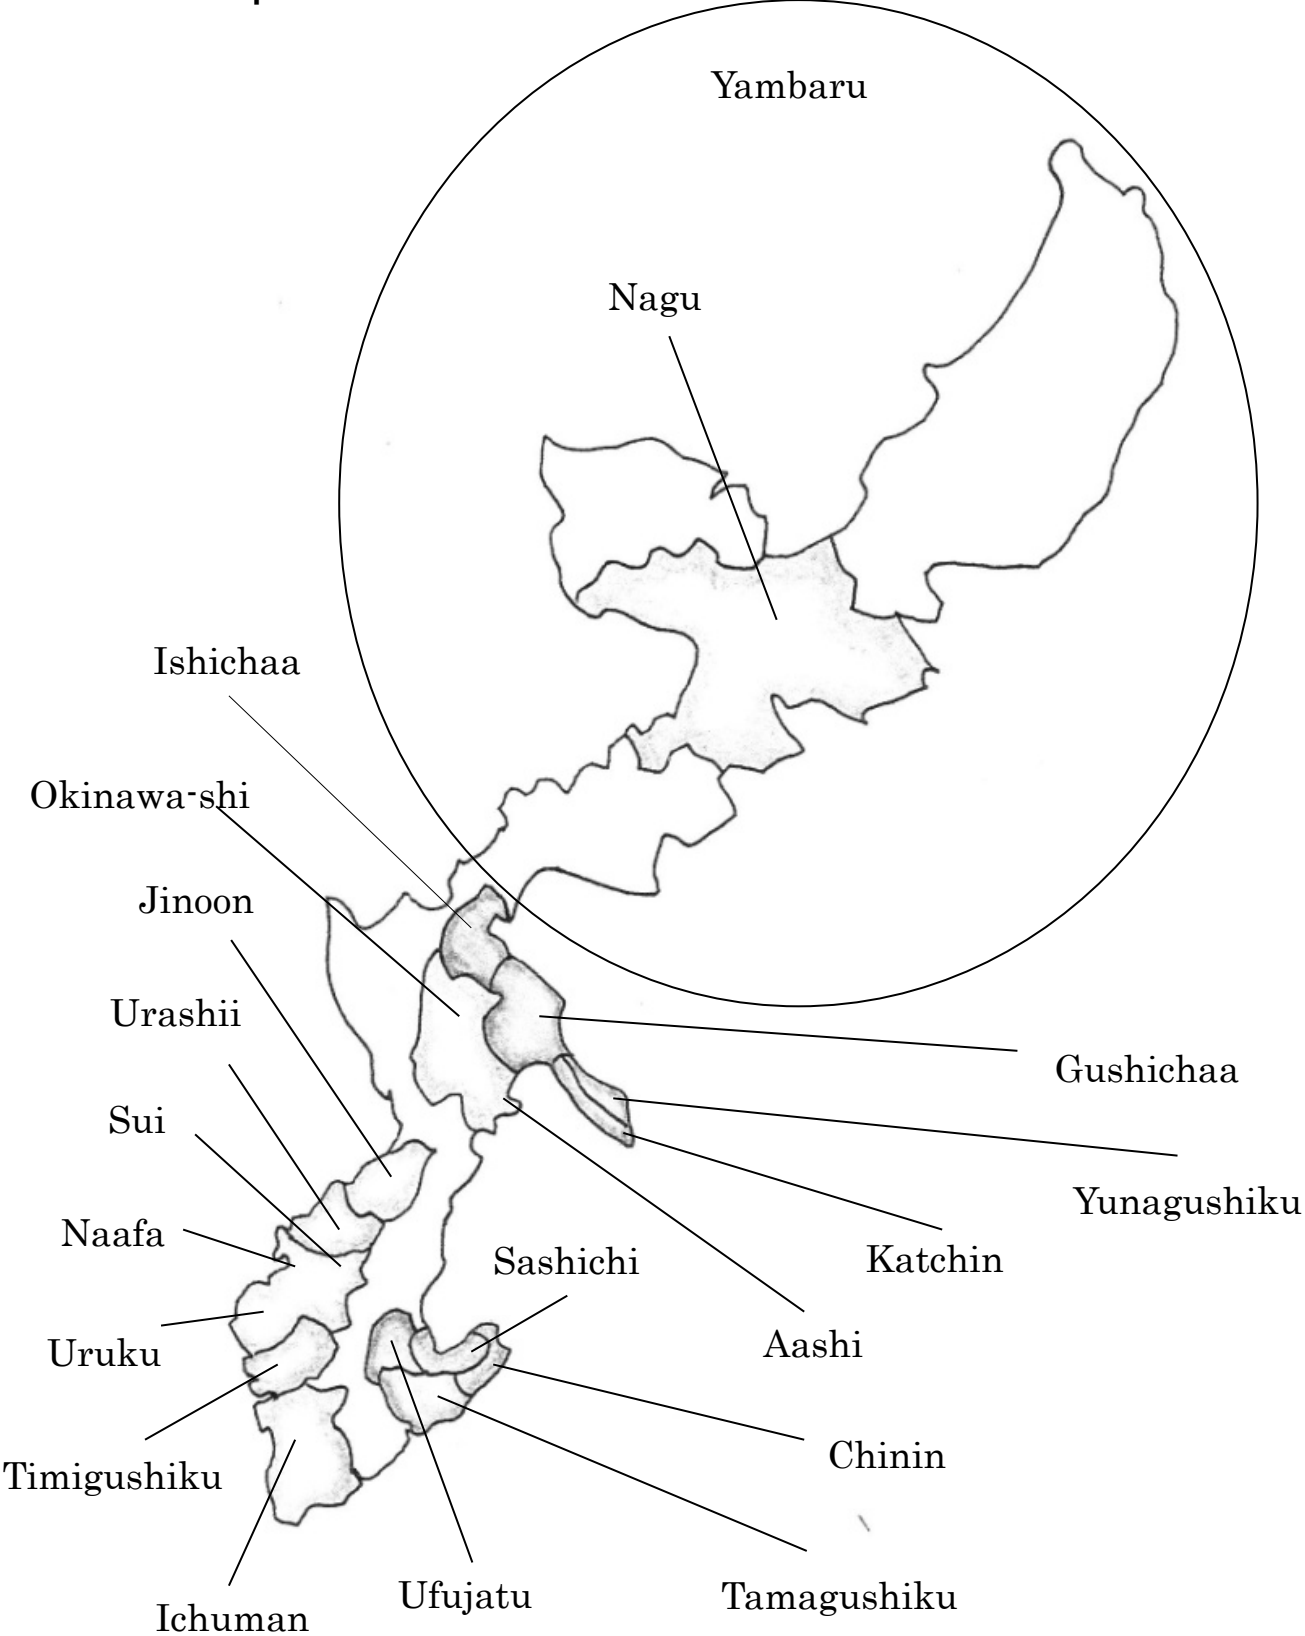 Yambaru
Nagu
Ishichaa
Okinawa-shi
Jinoon
Urashii
Gushichaa
Sui
Yunagushiku
Naafa
Sashichi
Katchin
Uruku
Aashi
Chinin
Timigushiku
Ufujatu
Tamagushiku
Ichuman